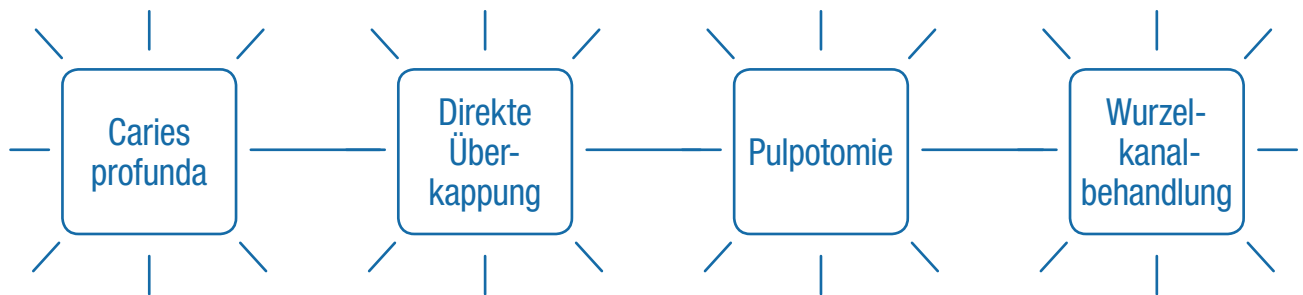 Caries
profunda
Direkte
Über-
kappung
Pulpotomie
Wurzel-
kanal-
behandlung